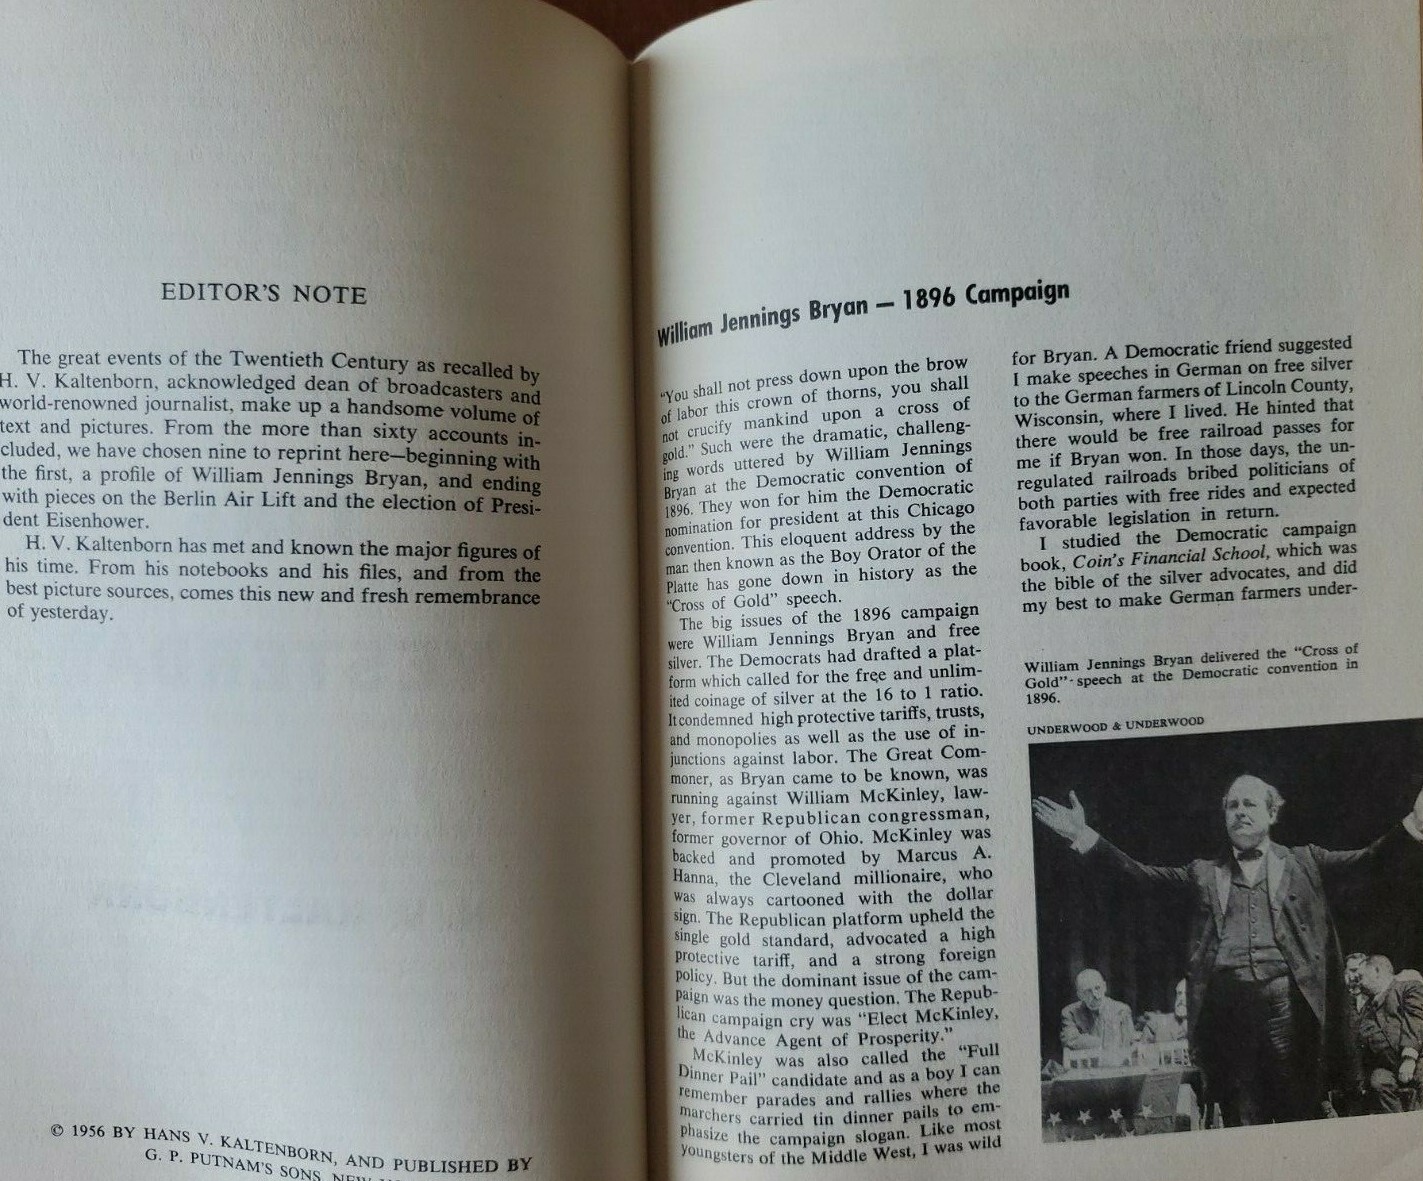 EDITOR'S NOTE
The great events of the Twentieth Century as recalled by
H. V. Kaltenborn, acknowledged dean of broadcasters and
world-renowned journalist, make up a handsome volume of
text and pictures. From the more than sixty accounts in-
cluded, we have chosen nine to reprint here—beginning with
the first, a profile of William Jennings Bryan, and ending
with pieces on the Berlin Air Lift and the election of Presi-
dent Eisenhower.
H. V. Kaltenborn has met and known the major figures of
his time. From his notebooks and his files, and from the
best picture sources, comes this new and fresh remembrance
of yesterday.
© 1956 BY HANS V. KALTENBORN, AND PUBLISHED BY
G. P. PUTNAM'S SONS,
William Jennings Bryan — 1896 Campaign
"You shall not press down upon the brow
of labor this crown of thorns, you shall
not crucify mankind upon a cross of
gold." Such were the dramatic, challeng-
ing words uttered by William Jennings
Bryan at the Democratic convention of
1896. They won for him the Democratic
nomination for president at this Chicago
convention. This eloquent address by the
man then known as the Boy Orator of the
Platte has gone down in history as the
"Cross of Gold" speech.
The big issues of the 1896 campaign
were William Jennings Bryan and free
silver. The Democrats had drafted a plat-
form which called for the free and unlim-
ited coinage of silver at the 16 to 1 ratio.
It condemned high protective tariffs, trusts,
and monopolies as well as the use of in-
junctions against labor. The Great Com-
moner, as Bryan came to be known, was
running against William McKinley, law-
yer, former Republican congressman,
former governor of Ohio. McKinley was
backed and promoted by Marcus A.
Hanna, the Cleveland millionaire, who
was always cartooned with the dollar
sign. The Republican platform upheld the
single gold standard, advocated a high
protective tariff, and a strong foreign
policy. But the dominant issue of the cam-
paign was the money question. The Repub-
lican campaign cry was "Elect McKinley,
the Advance Agent of Prosperity."
McKinley was also called the "Full
Dinner Pail" candidate and as a boy I can
remember parades and rallies where the
marchers carried tin dinner pails to em-
phasize the campaign slogan. Like most
youngsters of the Middle West, I was wild
for Bryan. A Democratic friend suggested
I make speeches in German on free silver
to the German farmers of Lincoln County,
Wisconsin, where I lived. He hinted that
there would be free railroad passes for
me if Bryan won. In those days, the un-
regulated railroads bribed politicians of
both parties with free rides and expected
favorable legislation in return.
I studied the Democratic campaign
book, Coin's Financial School, which was
the bible of the silver advocates, and did
my best to make German farmers under-
William Jennings Bryan delivered the "Cross of
Gold" speech at the Democratic convention in
1896.
UNDERWOOD & UNDERWOOD